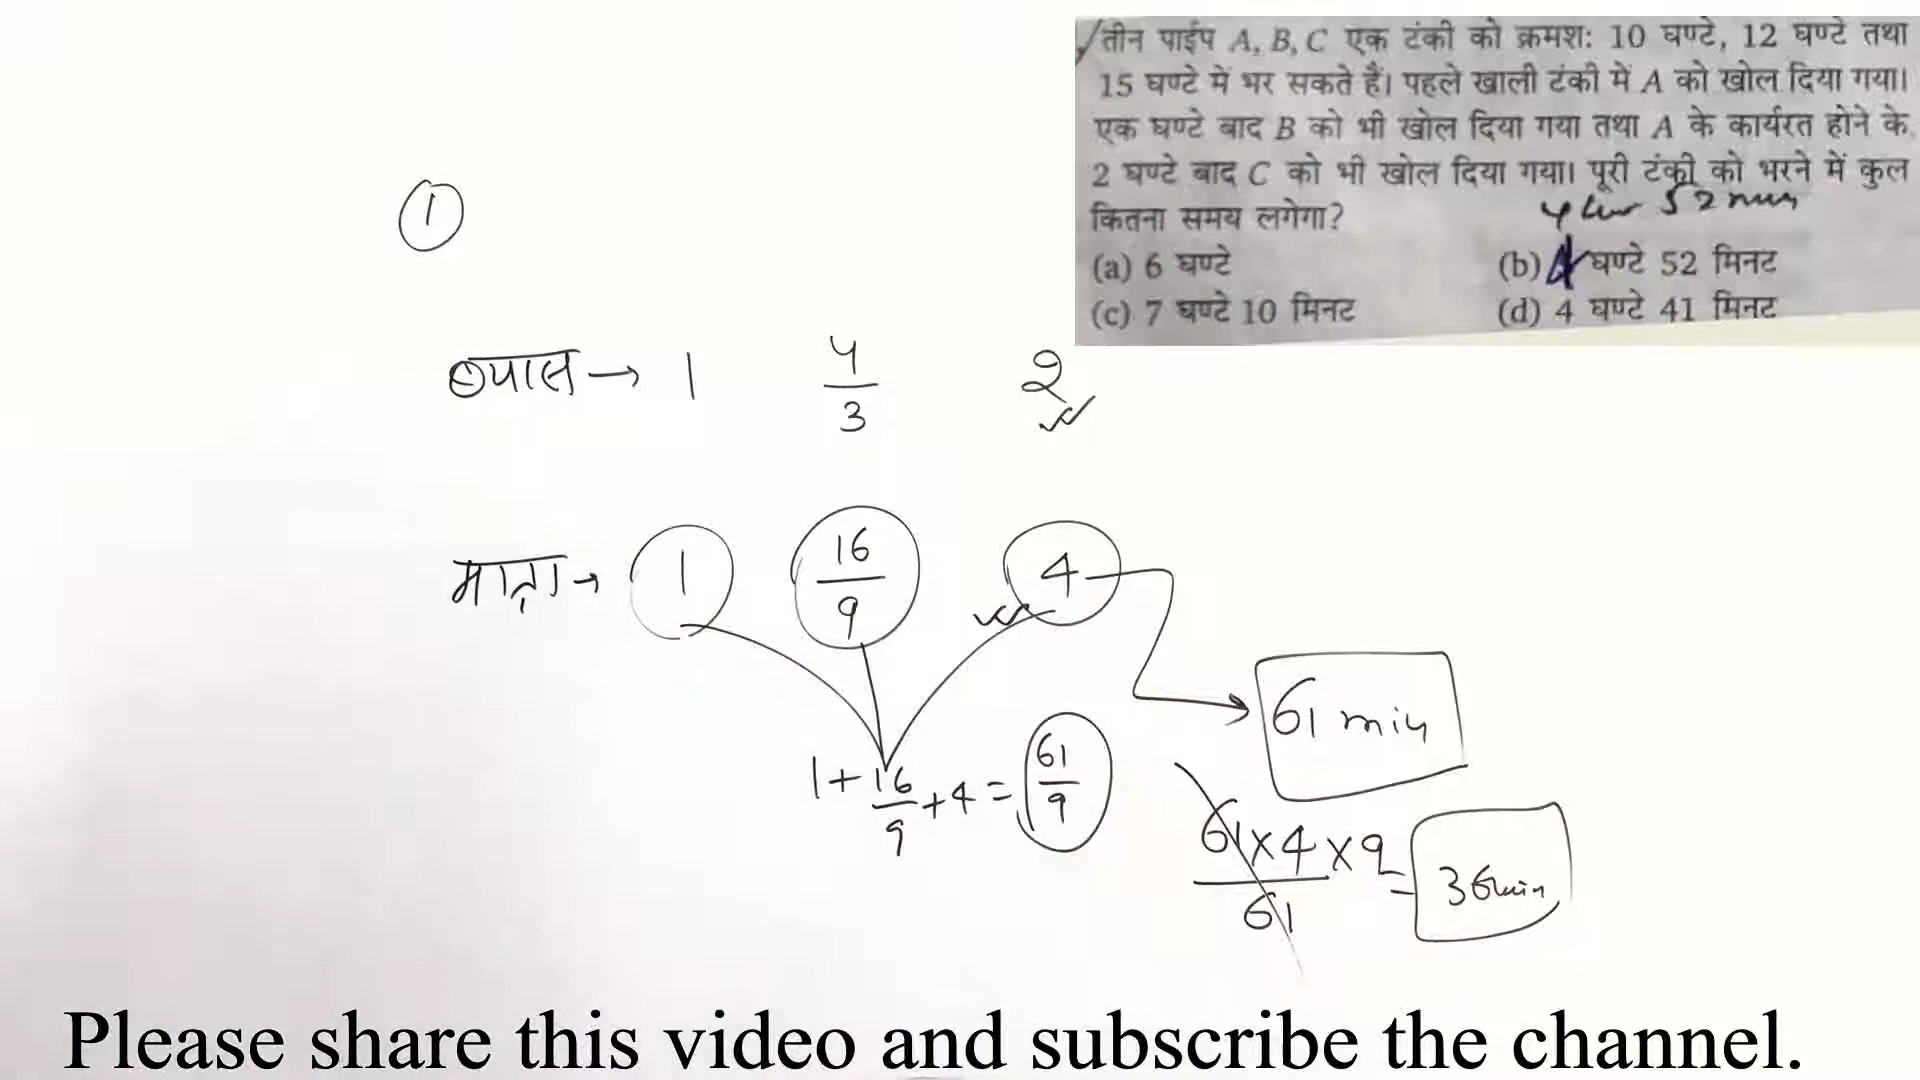 तीन पाईप A, B, C एक टंकी को क्रमश: 10 घण्टे, 12 घण्टे तथा
15 घण्टे में भर सकते हैं। पहले खाली टंकी में A को खोल दिया गया।
एक घण्टे बाद B को भी खोल दिया गया तथा A के कार्यरत होने के
2 घण्टे बाद C को भी खोल दिया गया। पूरी टंकी को भरने में कुल
कितना समय लगेगा?
4 hr 52 min
(a) 6 घण्टे (b) 4 घण्टे 52 मिनट
(c) 7 घण्टे 10 मिनट (d) 4 घण्टे 41 मिनट
1
व्यास → 1 4/3 2
मात्रा → 1 16/9 4
61 min
1 + 16/9 + 4 = 61/9
61 × 4 × 9 / 61 = 36 min
Please share this video and subscribe the channel.